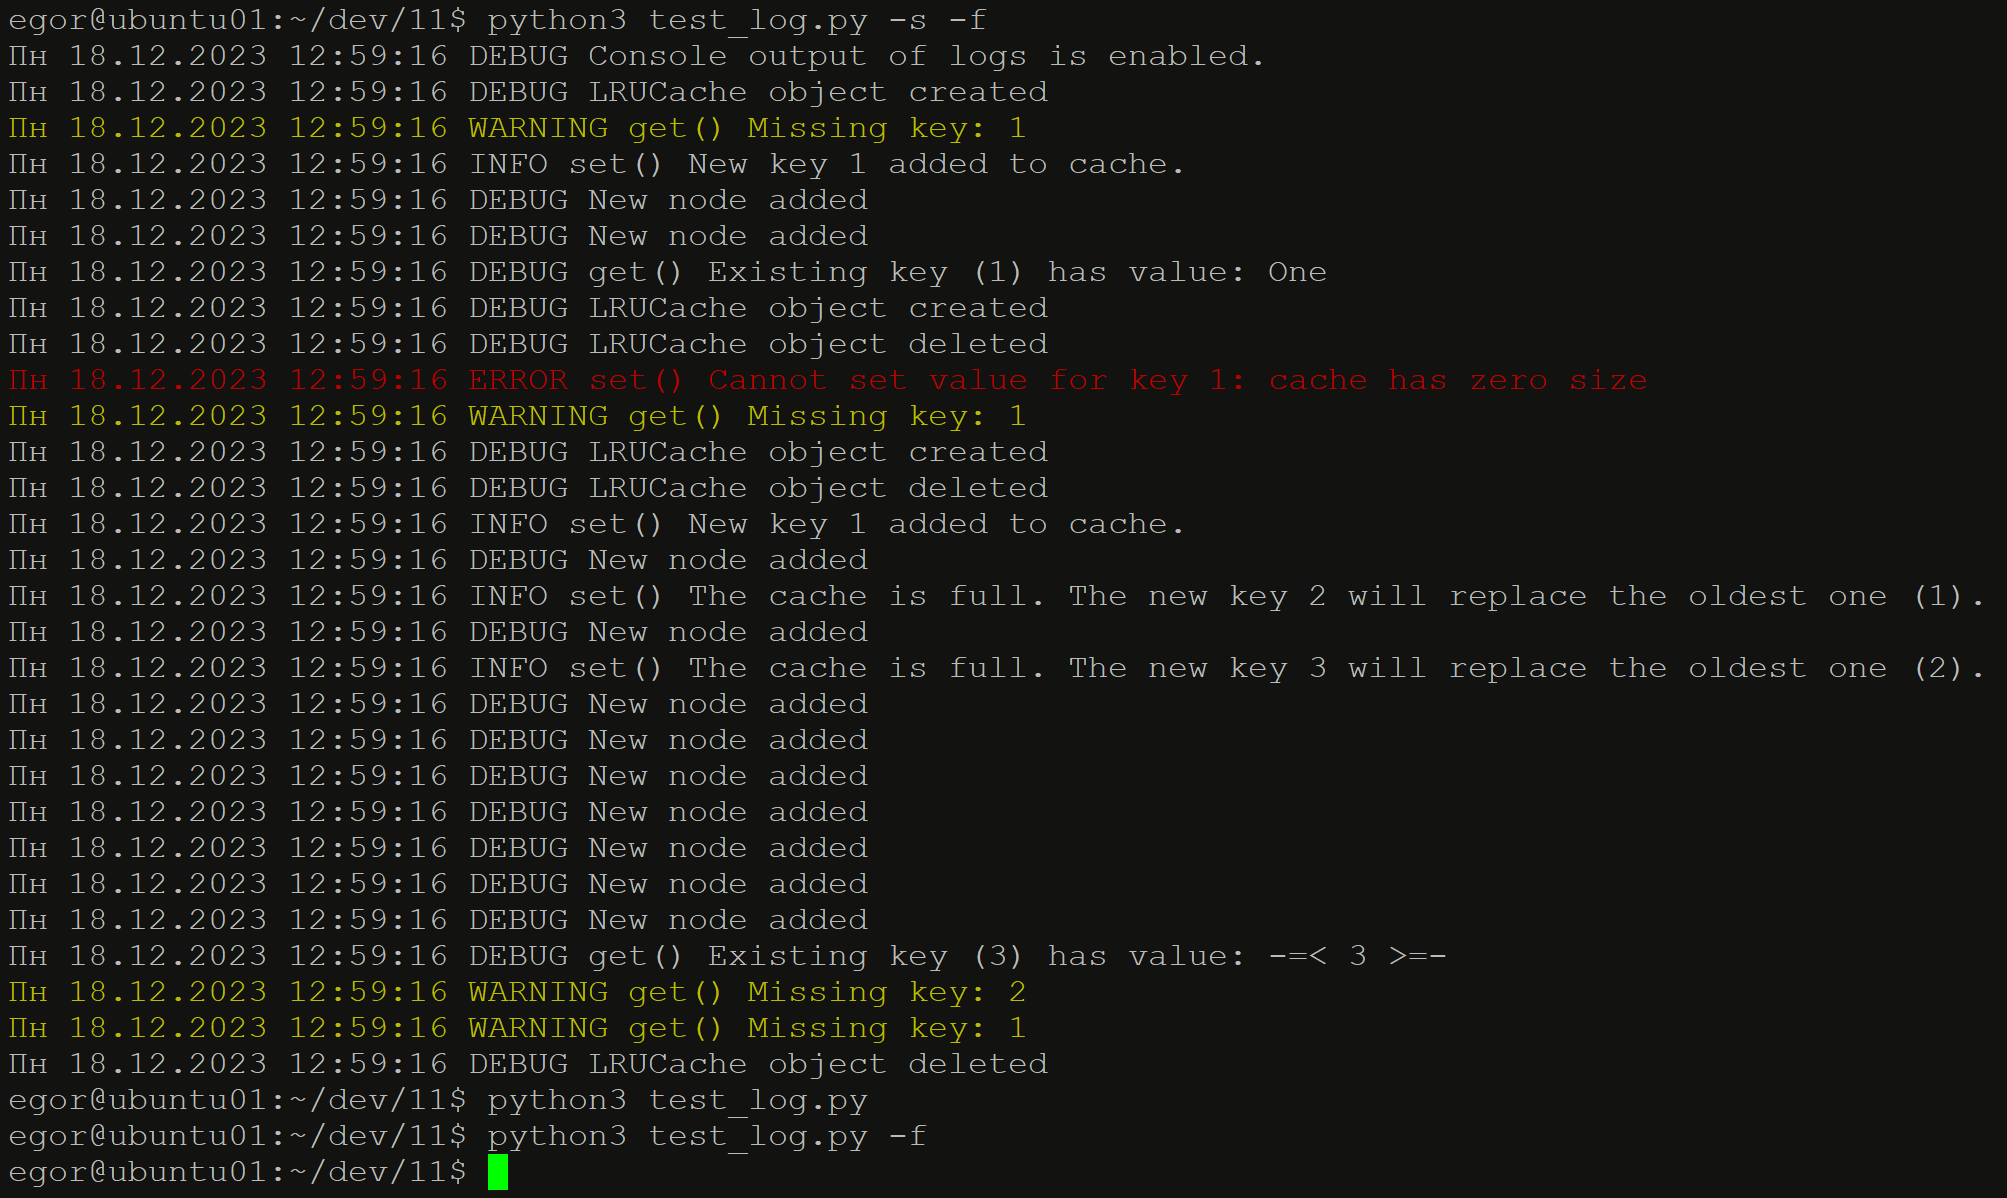 egor@ubuntu01:~/dev/11$ python3 test_log.py -s -f
Пн 18.12.2023 12:59:16 DEBUG Console output of logs is enabled.
Пн 18.12.2023 12:59:16 DEBUG LRUCache object created
Пн 18.12.2023 12:59:16 WARNING get() Missing key: 1
Пн 18.12.2023 12:59:16 INFO set() New key 1 added to cache.
Пн 18.12.2023 12:59:16 DEBUG New node added
Пн 18.12.2023 12:59:16 DEBUG New node added
Пн 18.12.2023 12:59:16 DEBUG get() Existing key (1) has value: One
Пн 18.12.2023 12:59:16 DEBUG LRUCache object created
Пн 18.12.2023 12:59:16 DEBUG LRUCache object deleted
Пн 18.12.2023 12:59:16 ERROR set() Cannot set value for key 1: cache has zero size
Пн 18.12.2023 12:59:16 WARNING get() Missing key: 1
Пн 18.12.2023 12:59:16 DEBUG LRUCache object created
Пн 18.12.2023 12:59:16 DEBUG LRUCache object deleted
Пн 18.12.2023 12:59:16 INFO set() New key 1 added to cache.
Пн 18.12.2023 12:59:16 DEBUG New node added
Пн 18.12.2023 12:59:16 INFO set() The cache is full. The new key 2 will replace the oldest one (1).
Пн 18.12.2023 12:59:16 DEBUG New node added
Пн 18.12.2023 12:59:16 INFO set() The cache is full. The new key 3 will replace the oldest one (2).
Пн 18.12.2023 12:59:16 DEBUG New node added
Пн 18.12.2023 12:59:16 DEBUG New node added
Пн 18.12.2023 12:59:16 DEBUG New node added
Пн 18.12.2023 12:59:16 DEBUG New node added
Пн 18.12.2023 12:59:16 DEBUG New node added
Пн 18.12.2023 12:59:16 DEBUG New node added
Пн 18.12.2023 12:59:16 DEBUG New node added
Пн 18.12.2023 12:59:16 DEBUG get() Existing key (3) has value: -=< 3 >=-
Пн 18.12.2023 12:59:16 WARNING get() Missing key: 2
Пн 18.12.2023 12:59:16 WARNING get() Missing key: 1
Пн 18.12.2023 12:59:16 DEBUG LRUCache object deleted
egor@ubuntu01:~/dev/11$ python3 test_log.py
egor@ubuntu01:~/dev/11$ python3 test_log.py -f
egor@ubuntu01:~/dev/11$